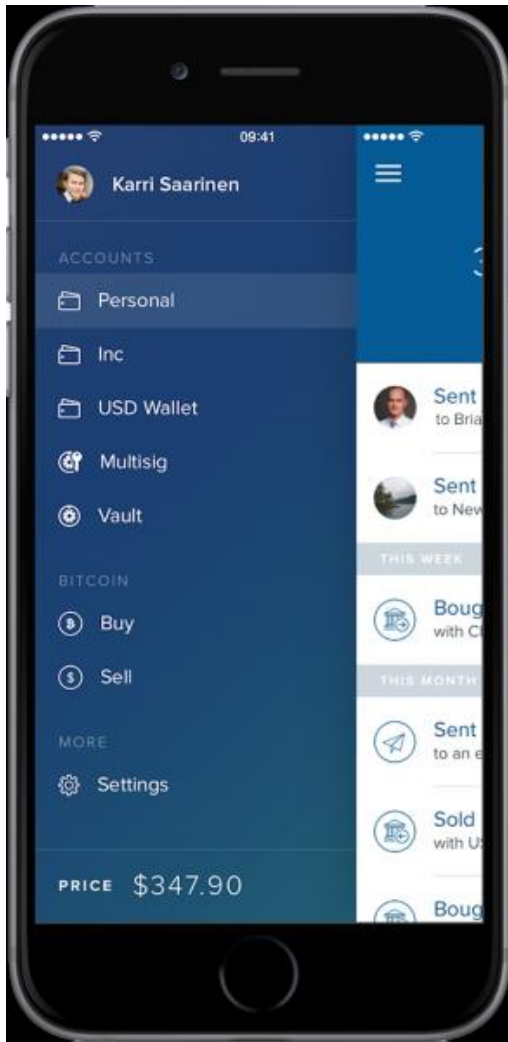 09:41
Karri Saarinen
ACCOUNTS
Personal
Inc
USD Wallet
Multisig
Vault
BITCOIN
Buy
Sell
MORE
Settings
PRICE $347.90
Sent
to Bria
Sent
to New
THIS WEEK
Boug
with
THIS MONTH
Sent
to an e
Sold
with
Boug